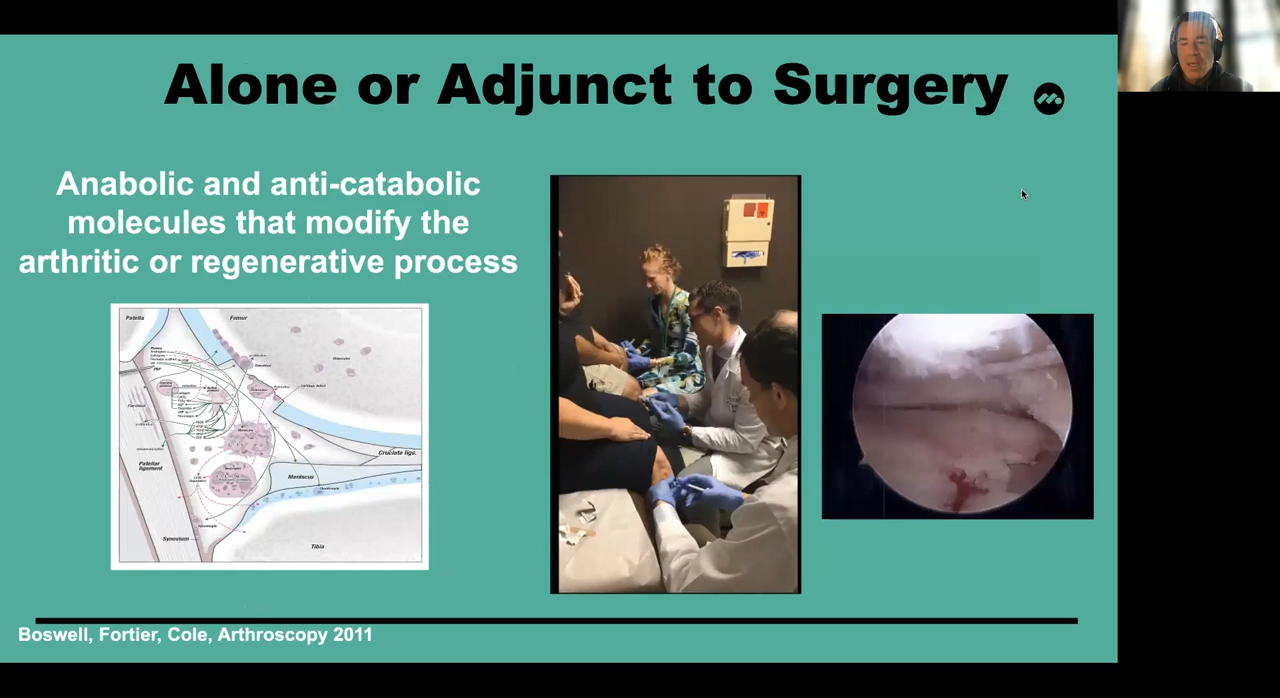 Alone or Adjunct to Surgery
Anabolic and anti-catabolic
molecules that modify the
arthritic or regenerative process
Patella
Femur
Cruciate ligs.
Patellar
ligament
Meniscus
Synovium
Tibia
Boswell, Fortier, Cole, Arthroscopy 2011